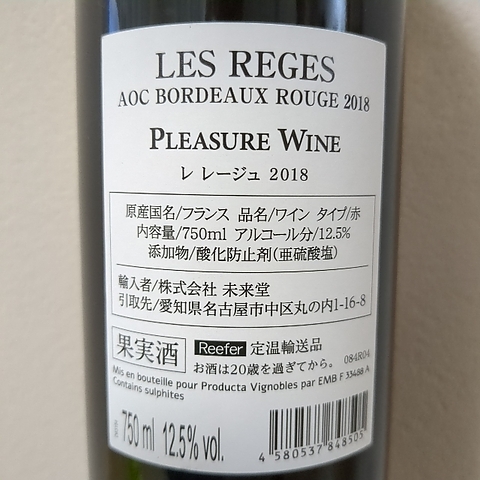 LES REGES
AOC BORDEAUX ROUGE 2018
PLEASURE WINE
レ レージュ 2018
原産国名/フランス 品名/ワイン タイプ/赤
内容量/750ml アルコール分/12.5%
添加物/酸化防止剤(亜硫酸塩)
輸入者/株式会社 未来堂
引取先/愛知県名古屋市中区丸の内1-16-8
果実酒 Reefer 定温輸送品
お酒は20歳を過ぎてから。 084R04
Mis en bouteille pour Producta Vignobles par EMB F 33488 A
Contains sulphites
750 ml 12.5% vol.
4 580537 848505